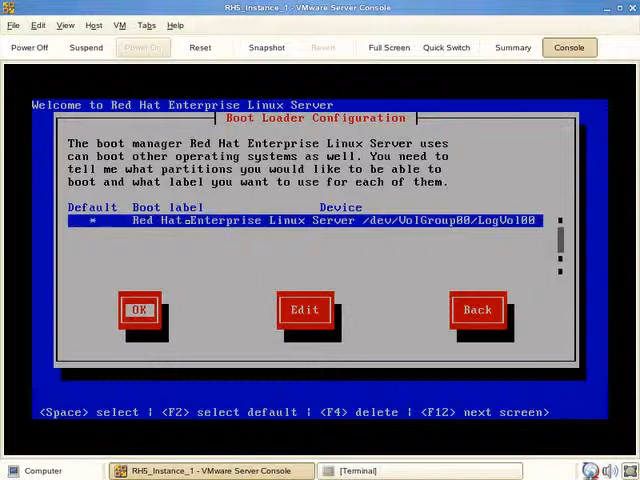 RH5_Instance_1 - VMware Server Console
File Edit View Host VM Tabs Help
Power Off Suspend Power On Reset Snapshot Revert Full Screen Quick Switch Summary Console
Welcome to Red Hat Enterprise Linux Server
Boot Loader Configuration
The boot manager Red Hat Enterprise Linux Server uses
can boot other operating systems as well. You need to
tell me what partitions you would like to be able to
boot and what label you want to use for each of them.
Default Boot label Device
* Red Hat Enterprise Linux Server /dev/VolGroup00/LogVol00
OK Edit Back
<Space> select | <F2> select default | <F4> delete | <F12> next screen>
Computer RH5_Instance_1 - VMware Server Console [Terminal]